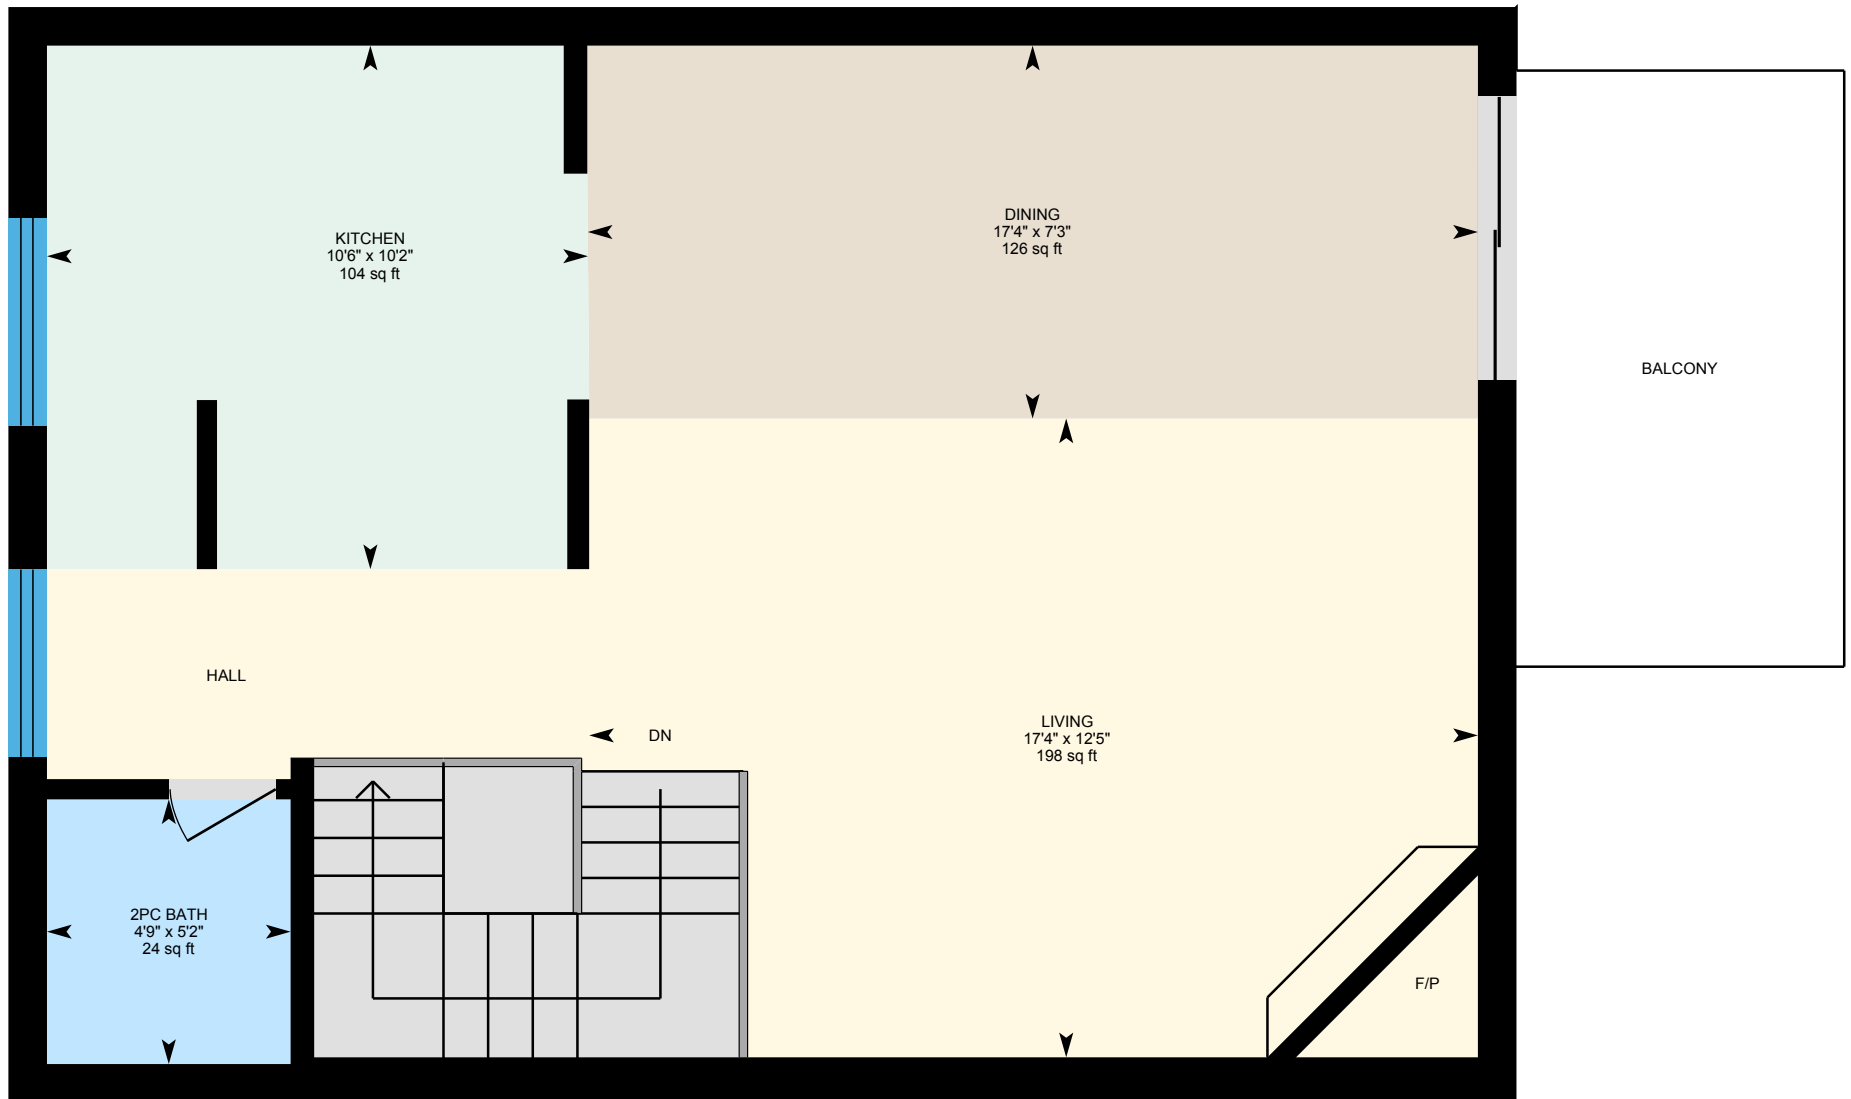 KITCHEN
10'6" x 10'2"
104 sq ft
DINING
17'4" x 7'3"
126 sq ft
BALCONY
HALL
DN
LIVING
17'4" x 12'5"
198 sq ft
2PC BATH
4'9" x 5'2"
24 sq ft
F/P